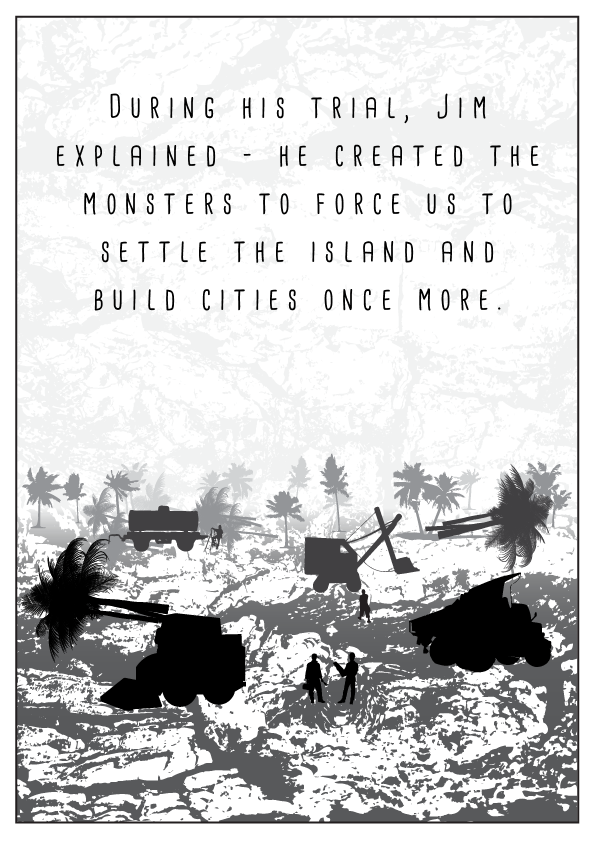 During his trial, Jim
explained - he created the
monsters to force us to
settle the island and
build cities once more.